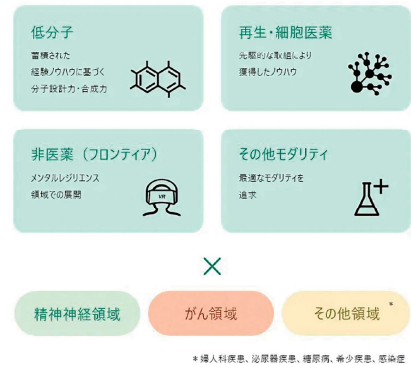 低分子
蓄積された
経験ノウハウに基づく
分子設計力・合成力
再生・細胞医薬
先駆的な取組により
獲得したノウハウ
非医薬（フロンティア）
メンタルレジリエンス
領域での展開
VR
その他モダリティ
最適なモダリティを
追求
×
精神神経領域
がん領域
その他領域*
*婦人科疾患、泌尿器疾患、糖尿病、希少疾患、感染症